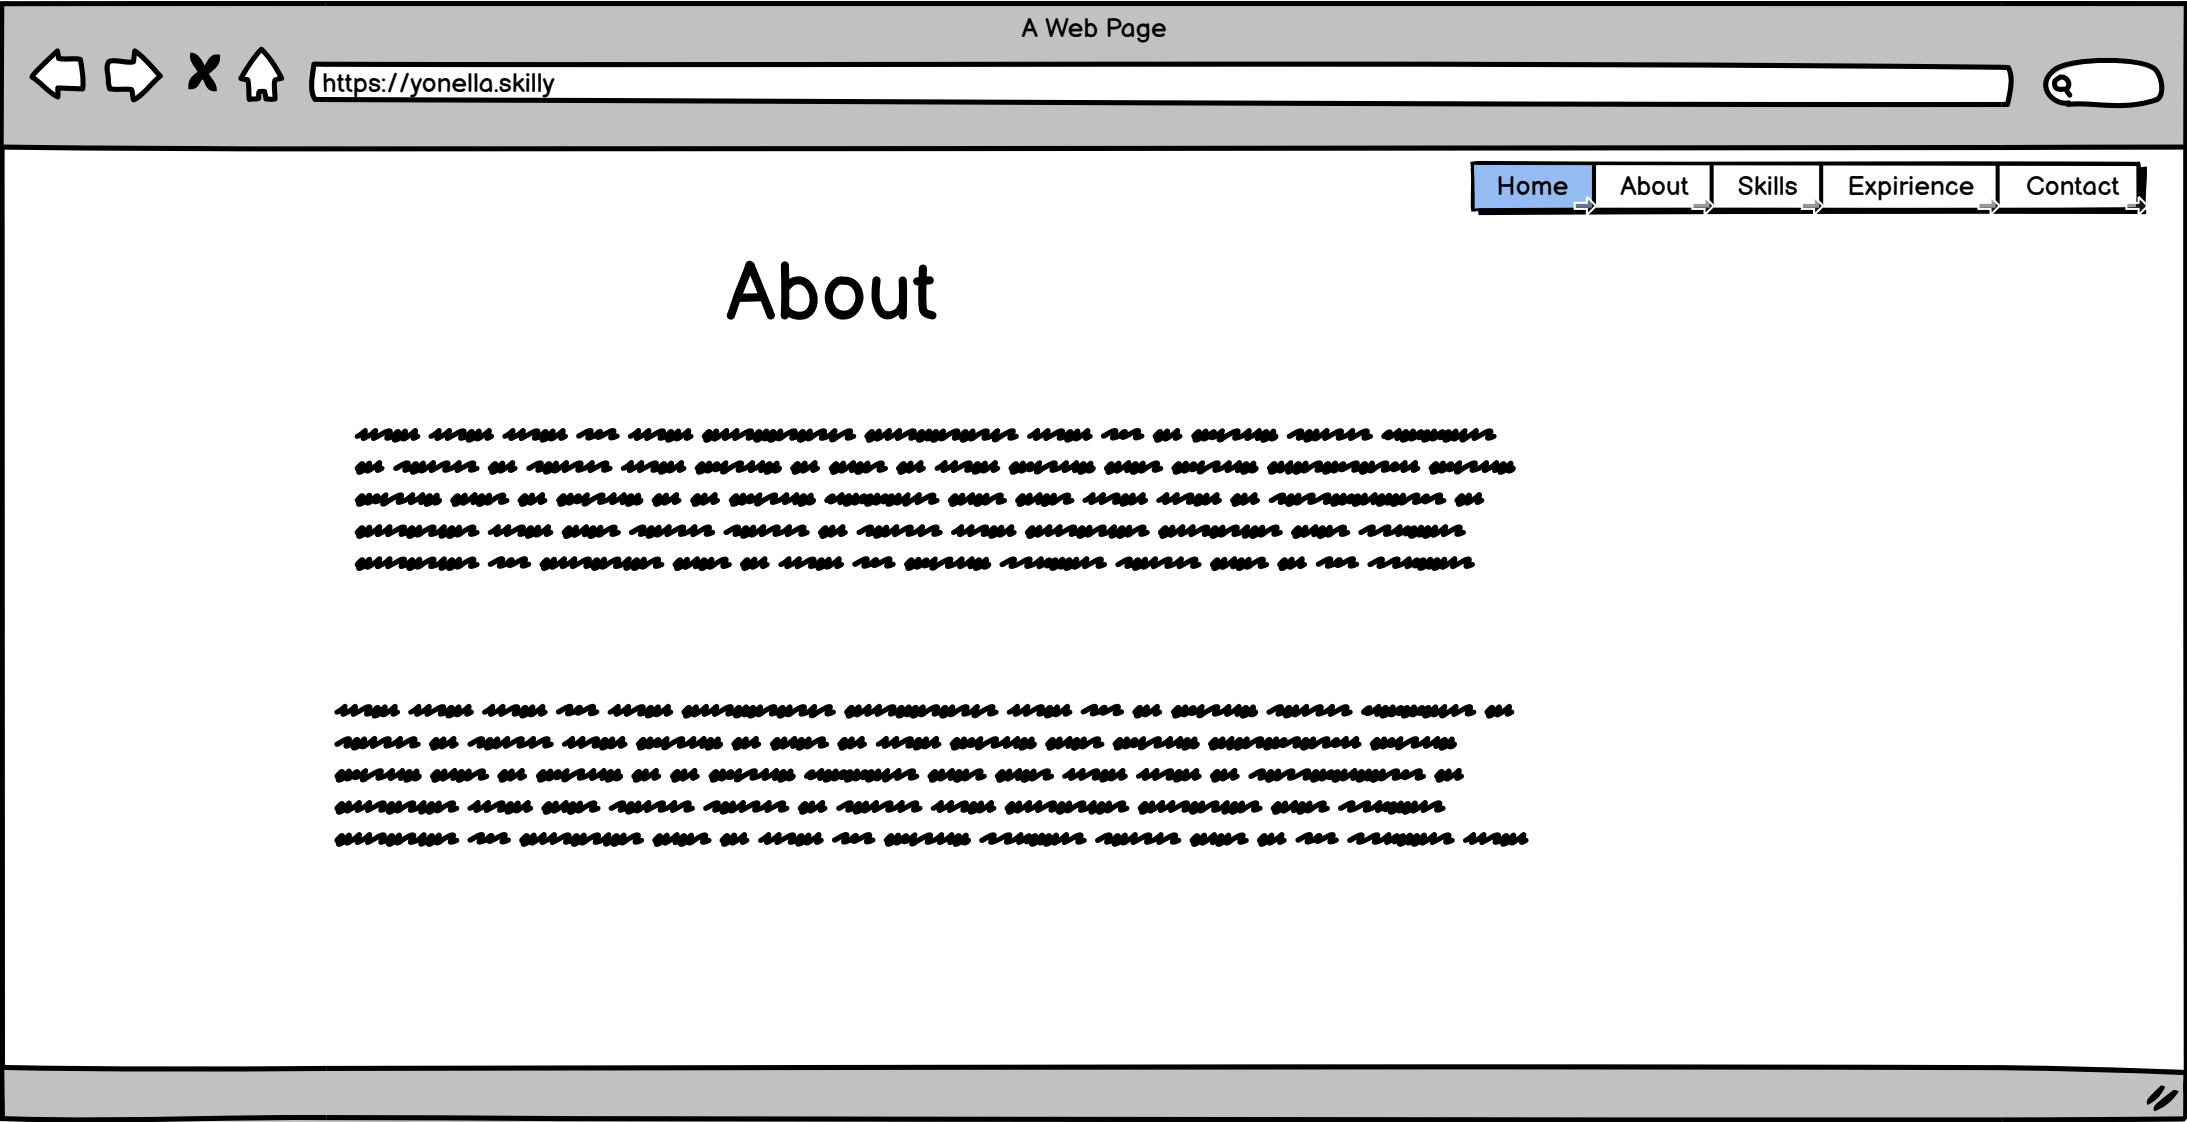 A Web Page
https://yonella.skilly
Home About Skills Expirience Contact
About